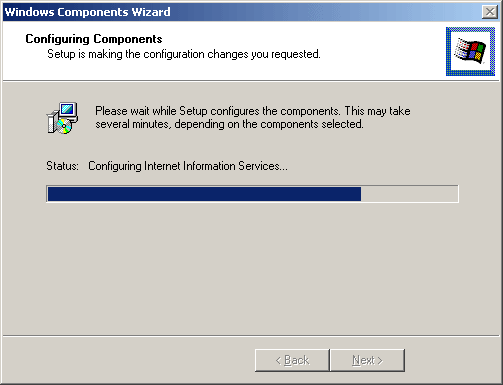 Windows Components Wizard
Configuring Components
Setup is making the configuration changes you requested.
Please wait while Setup configures the components. This may take
several minutes, depending on the components selected.
Status: Configuring Internet Information Services...
< Back Next >